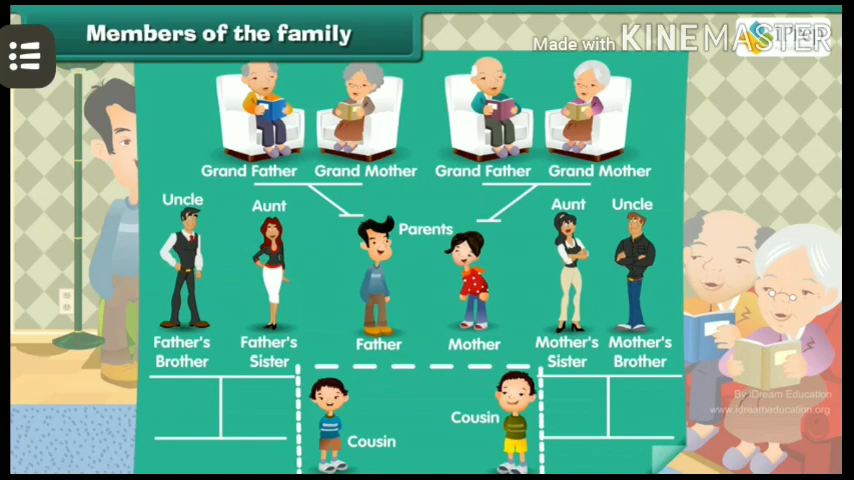 Members of the family
Made with KINEMASTER
iPrep
Grand Father
Grand Mother
Grand Father
Grand Mother
Uncle
Aunt
Parents
Aunt
Uncle
Father's
Brother
Father's
Sister
Father
Mother
Mother's
Sister
Mother's
Brother
Cousin
Cousin
By iDream Education
www.idreameducation.org